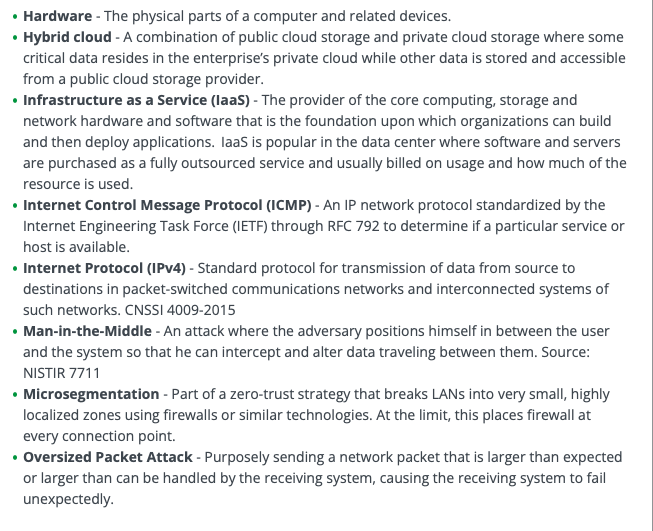 • Hardware - The physical parts of a computer and related devices.
• Hybrid cloud - A combination of public cloud storage and private cloud storage where some
critical data resides in the enterprise’s private cloud while other data is stored and accessible
from a public cloud storage provider.
• Infrastructure as a Service (IaaS) - The provider of the core computing, storage and
network hardware and software that is the foundation upon which organizations can build
and then deploy applications.  IaaS is popular in the data center where software and servers
are purchased as a fully outsourced service and usually billed on usage and how much of the
resource is used.
• Internet Control Message Protocol (ICMP) - An IP network protocol standardized by the
Internet Engineering Task Force (IETF) through RFC 792 to determine if a particular service or
host is available.
• Internet Protocol (IPv4) - Standard protocol for transmission of data from source to
destinations in packet-switched communications networks and interconnected systems of
such networks. CNSSI 4009-2015
• Man-in-the-Middle - An attack where the adversary positions himself in between the user
and the system so that he can intercept and alter data traveling between them. Source:
NISTIR 7711
• Microsegmentation - Part of a zero-trust strategy that breaks LANs into very small, highly
localized zones using firewalls or similar technologies. At the limit, this places firewall at
every connection point.
• Oversized Packet Attack - Purposely sending a network packet that is larger than expected
or larger than can be handled by the receiving system, causing the receiving system to fail
unexpectedly.